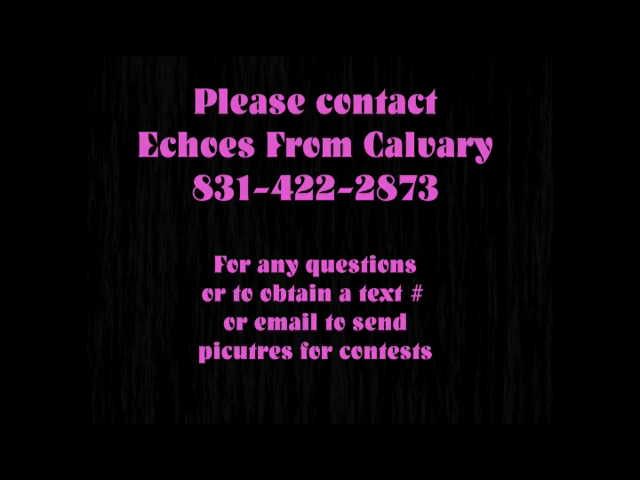 Please contact
Echoes From Calvary
831-422-2873
For any questions
or to obtain a text #
or email to send
picutres for contests